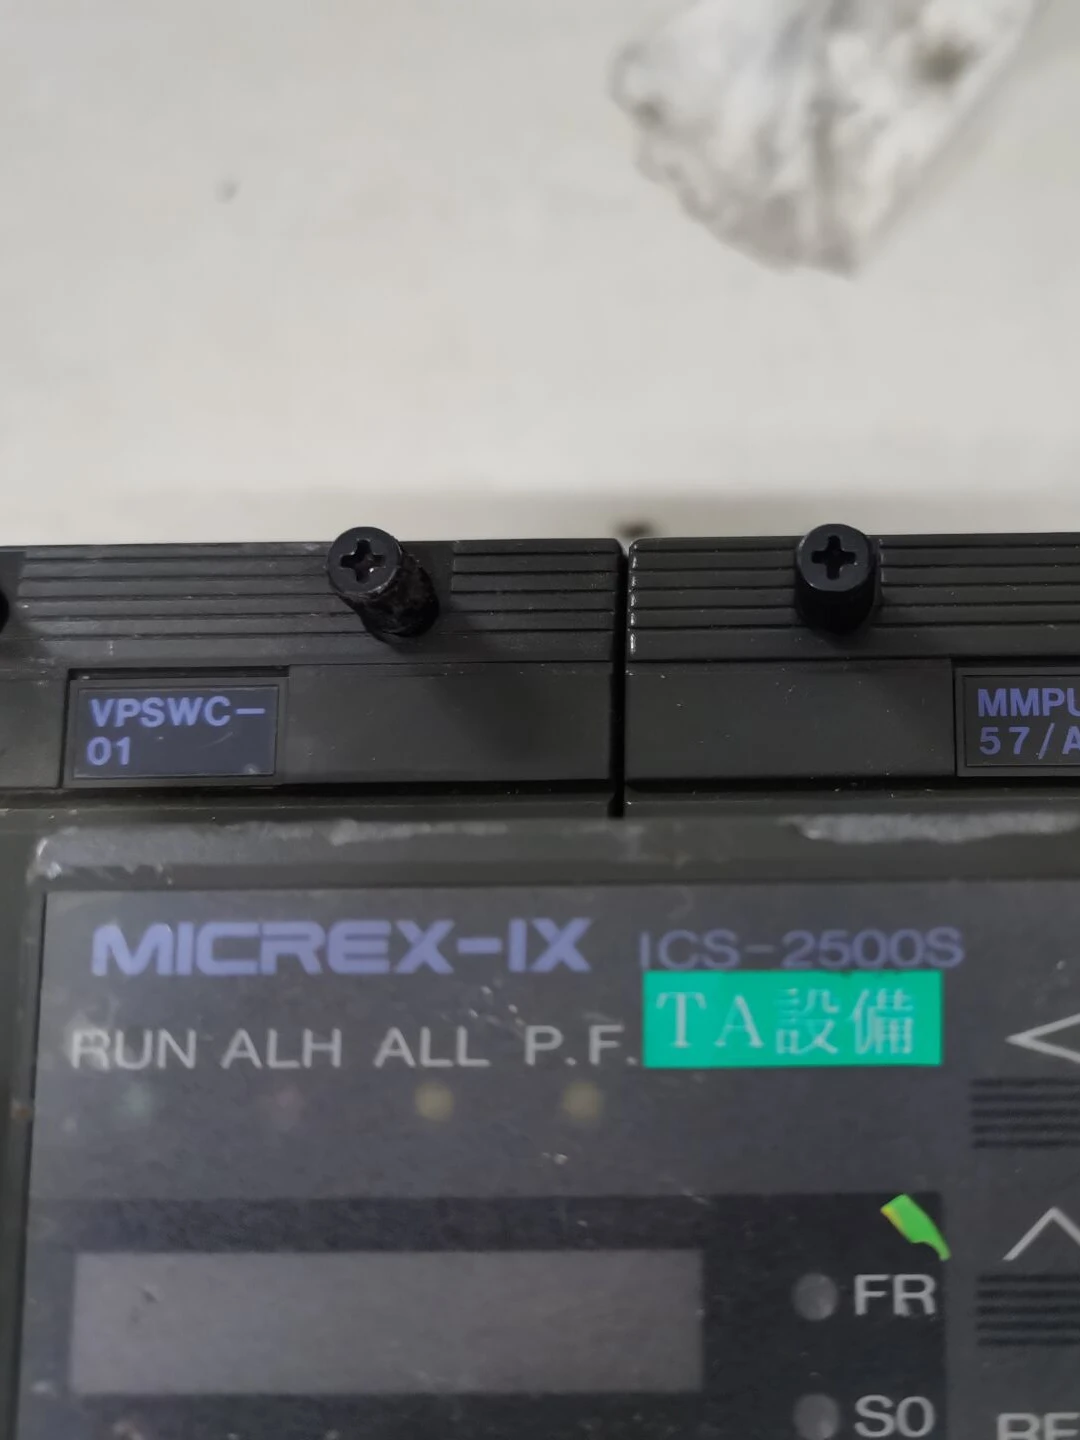 VPSWC-
01
MMPU
57/A
MICREX-IX ICS-2500S
TA設備
RUN ALH ALL P.F.
FR
S0